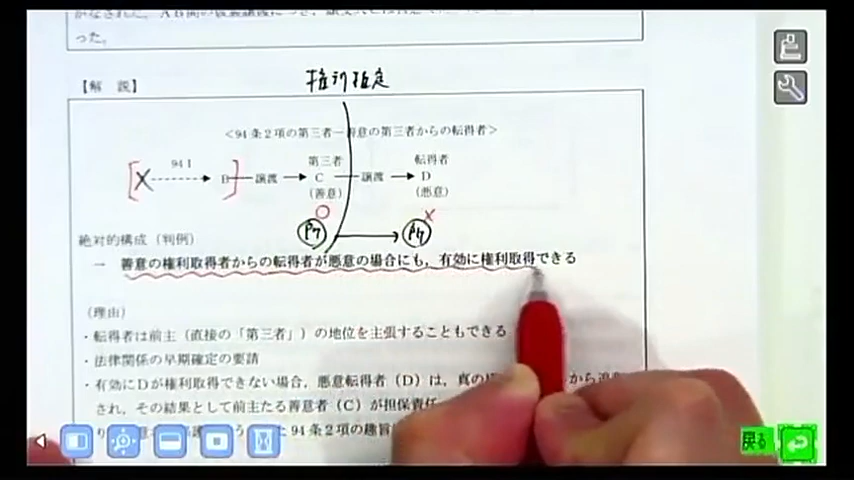 った。
【解 説】
権利確定
<94条2項の第三者－善意の第三者からの転得者>
94Ⅰ 第三者 転得者
X B 譲渡 C 譲渡 D
(善意) (悪意)
○ ×
絶対的構成（判例）
→ 善意の権利取得者からの転得者が悪意の場合にも，有効に権利取得できる
（理由）
・転得者は前主（直接の「第三者」）の地位を主張することもできる
・法律関係の早期確定の要請
・有効にDが権利取得できない場合，悪意転得者（D）は，真の
から追
され，その結果として前主たる善意者（C）が担保責任
94条2項の趣旨
戻る